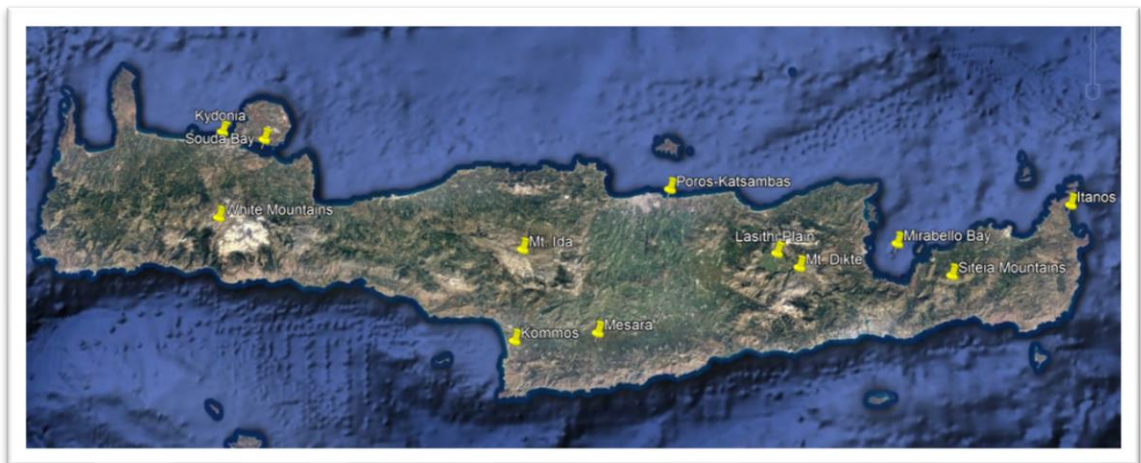 Kydonia
Souda Bay
Poros-Katsambas
Itanos
White Mountains
Mt. Ida
Lasithi Plain
Mirabello Bay
Mt. Dikte
Siteia Mountains
Kommos
Mesara